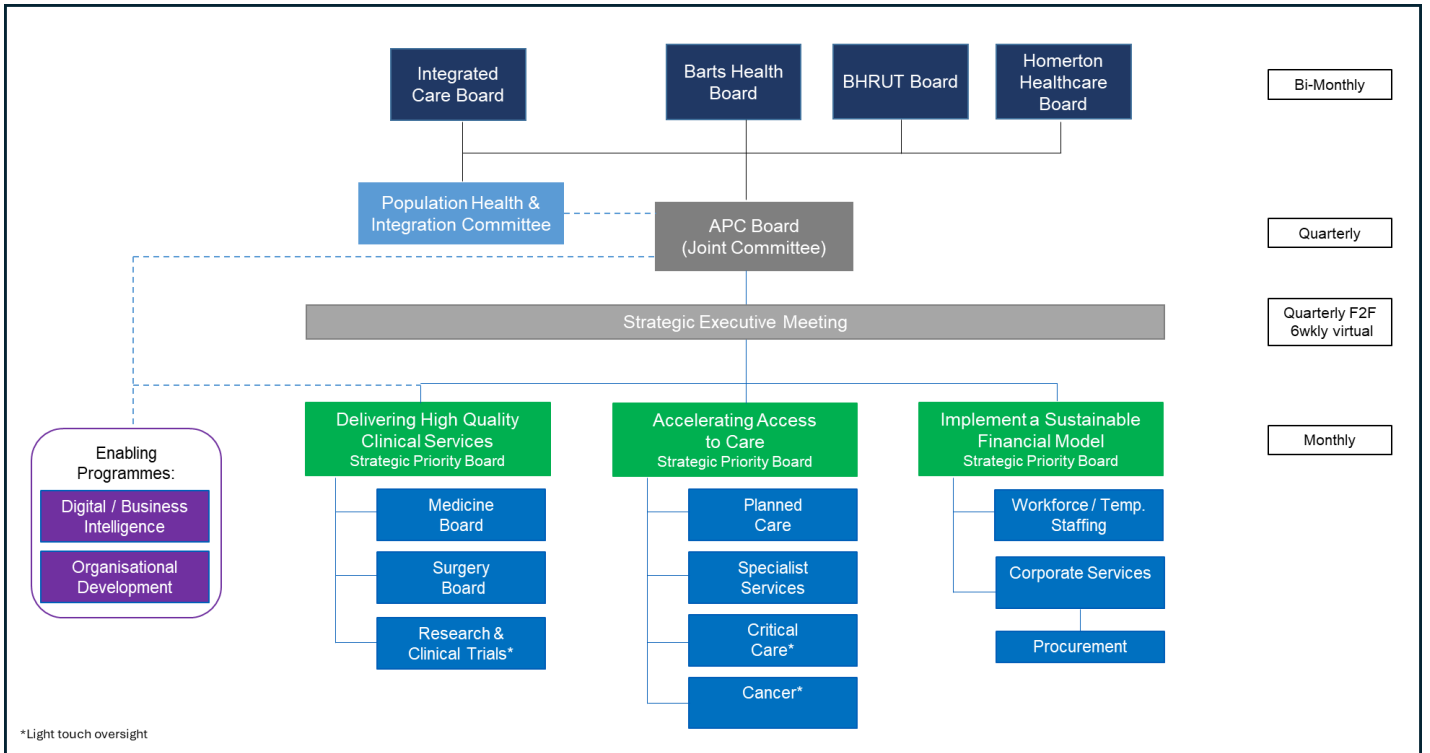 Integrated
Care Board
Barts Health
Board
BHRUT Board
Homerton
Healthcare
Board
Bi-Monthly
Population Health &
Integration Committee
APC Board
(Joint Committee)
Quarterly
Strategic Executive Meeting
Quarterly F2F
6wkly virtual
Delivering High Quality
Clinical Services
Strategic Priority Board
Accelerating Access
to Care
Strategic Priority Board
Implement a Sustainable
Financial Model
Strategic Priority Board
Monthly
Enabling
Programmes:
Digital / Business
Intelligence
Organisational
Development
Medicine
Board
Surgery
Board
Research &
Clinical Trials*
Planned
Care
Specialist
Services
Critical
Care*
Cancer*
Workforce / Temp.
Staffing
Corporate Services
Procurement
*Light touch oversight